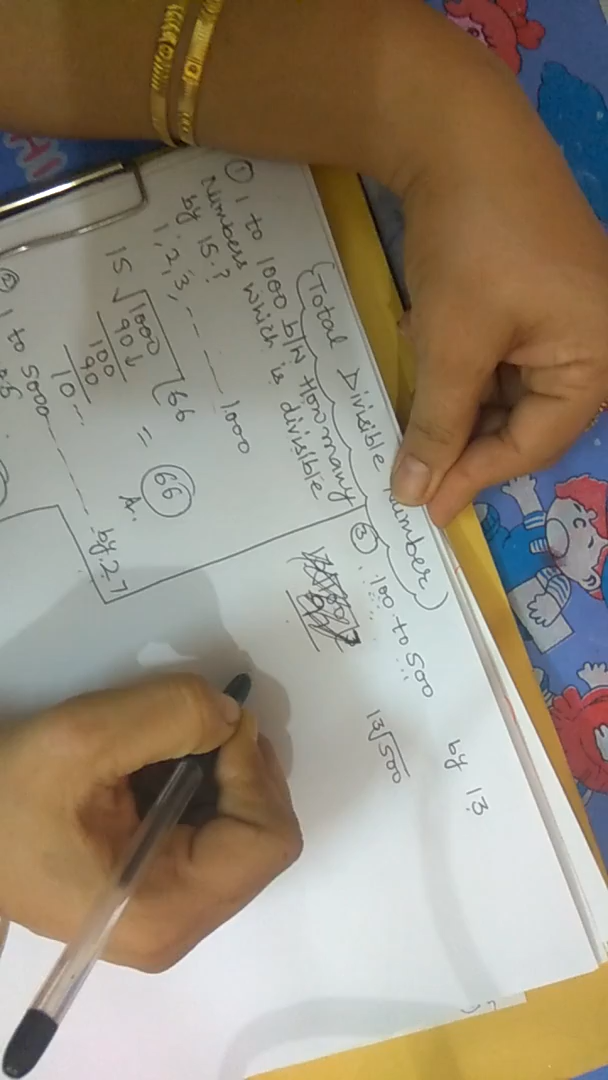 (Total Divisible Number)
① 1 to 1000 b/w How many
Numbers which is divisible
by 15.?
1, 2, 3, - - - - 1000
15√1000 66
90↓
100
90
10...
= 66
② 1 to 5000 - - - - - - by. 27
③ 100 to 500 by 13
13√500